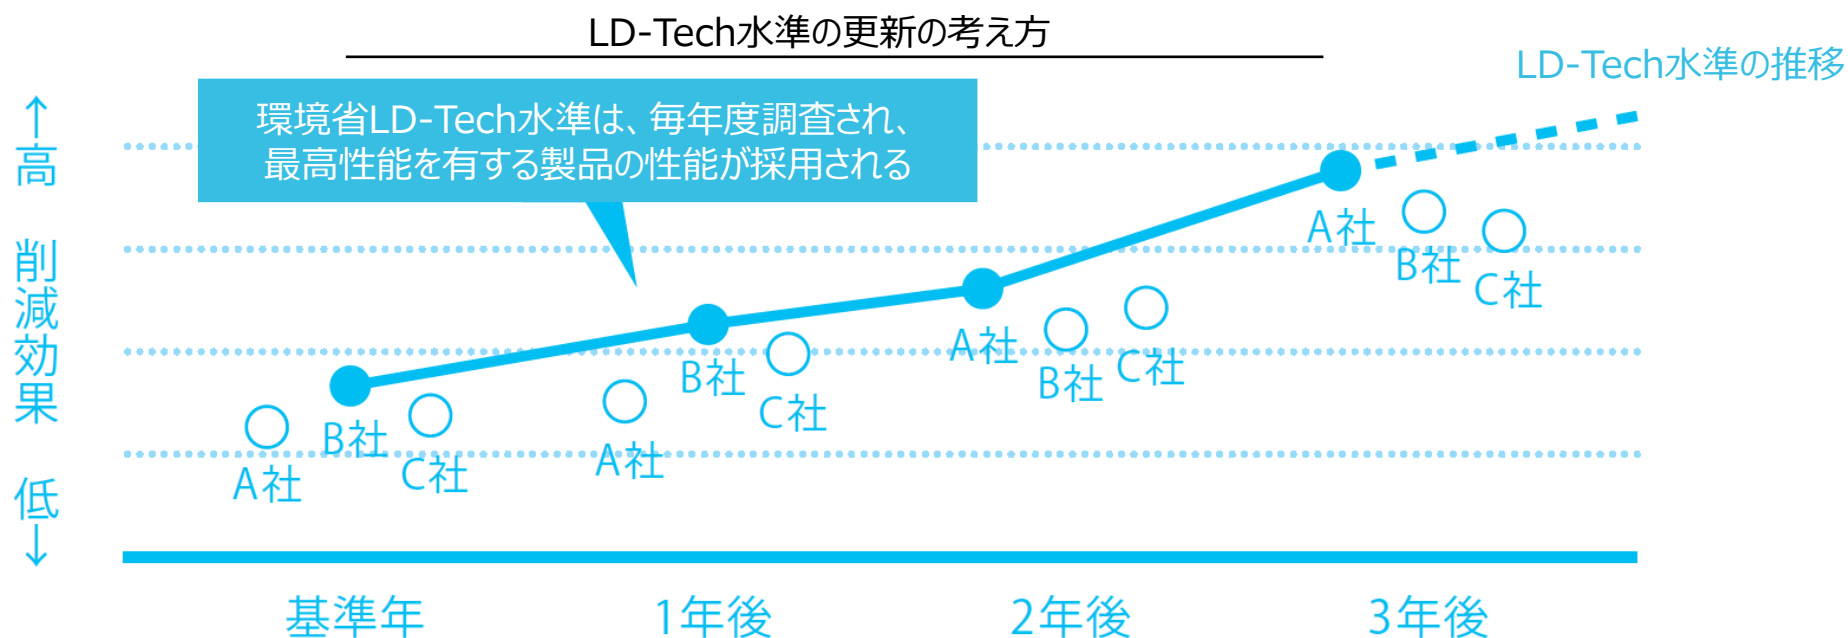 LD-Tech水準の更新の考え方
LD-Tech水準の推移
環境省LD-Tech水準は、毎年度調査され、
最高性能を有する製品の性能が採用される
↑高 削減効果 低↓
A社
B社
C社
A社
B社
C社
A社
B社
C社
A社
B社
C社
基準年
1年後
2年後
3年後